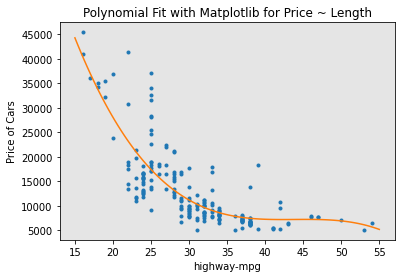 Polynomial Fit with Matplotlib for Price ~ Length
45000
40000
35000
30000
25000
20000
15000
10000
5000
Price of Cars
15 20 25 30 35 40 45 50 55
highway-mpg